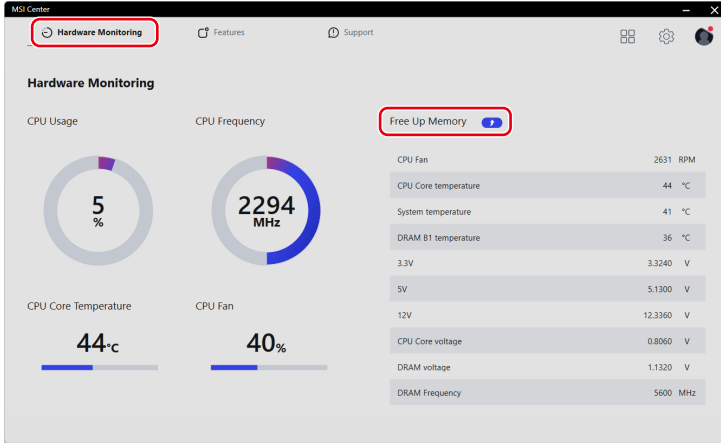 MSI Center
Hardware Monitoring
Features
Support
Hardware Monitoring
CPU Usage
5
%
CPU Frequency
2294
MHz
CPU Core Temperature
44°C
CPU Fan
40%
Free Up Memory
CPU Fan 2631 RPM
CPU Core temperature 44 °C
System temperature 41 °C
DRAM B1 temperature 36 °C
3.3V 3.3240 V
5V 5.1300 V
12V 12.3360 V
CPU Core voltage 0.8060 V
DRAM voltage 1.1320 V
DRAM Frequency 5600 MHz